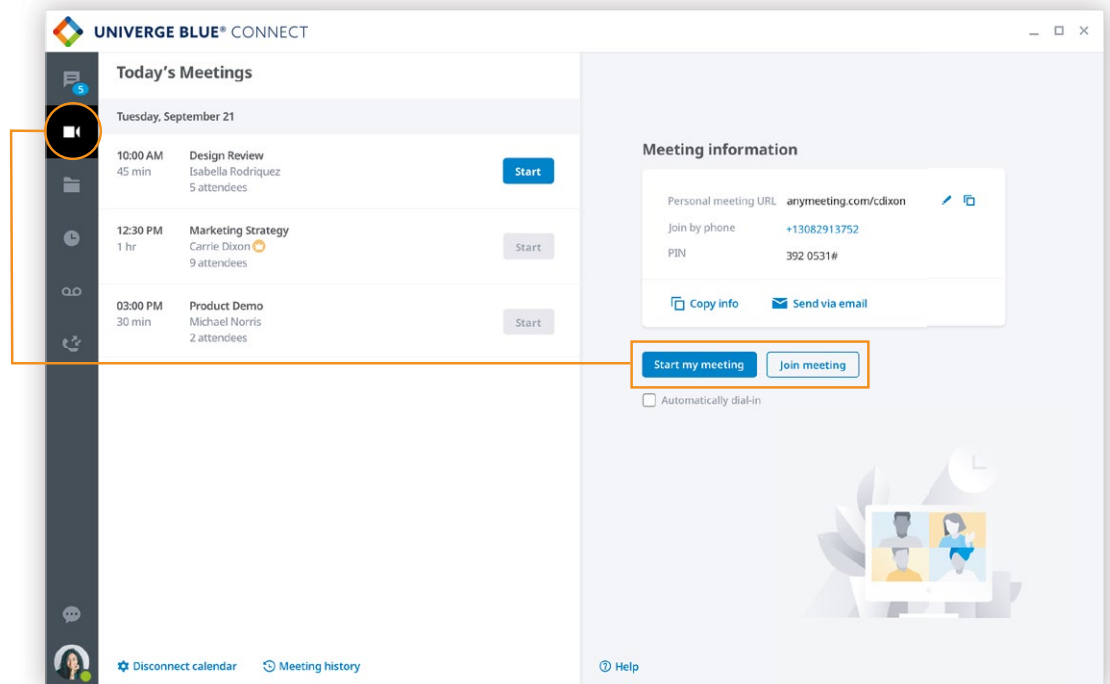 UNIVERGE BLUE® CONNECT
5
Today's Meetings
Tuesday, September 21
10:00 AM Design Review
45 min Isabella Rodriquez
5 attendees
Start
12:30 PM Marketing Strategy
1 hr Carrie Dixon
9 attendees
Start
03:00 PM Product Demo
30 min Michael Norris
2 attendees
Start
Disconnect calendar Meeting history
Meeting information
Personal meeting URL anymeeting.com/cdixon
Join by phone +13082913752
PIN 392 0531#
Copy info Send via email
Start my meeting Join meeting
Automatically dial-in
Help